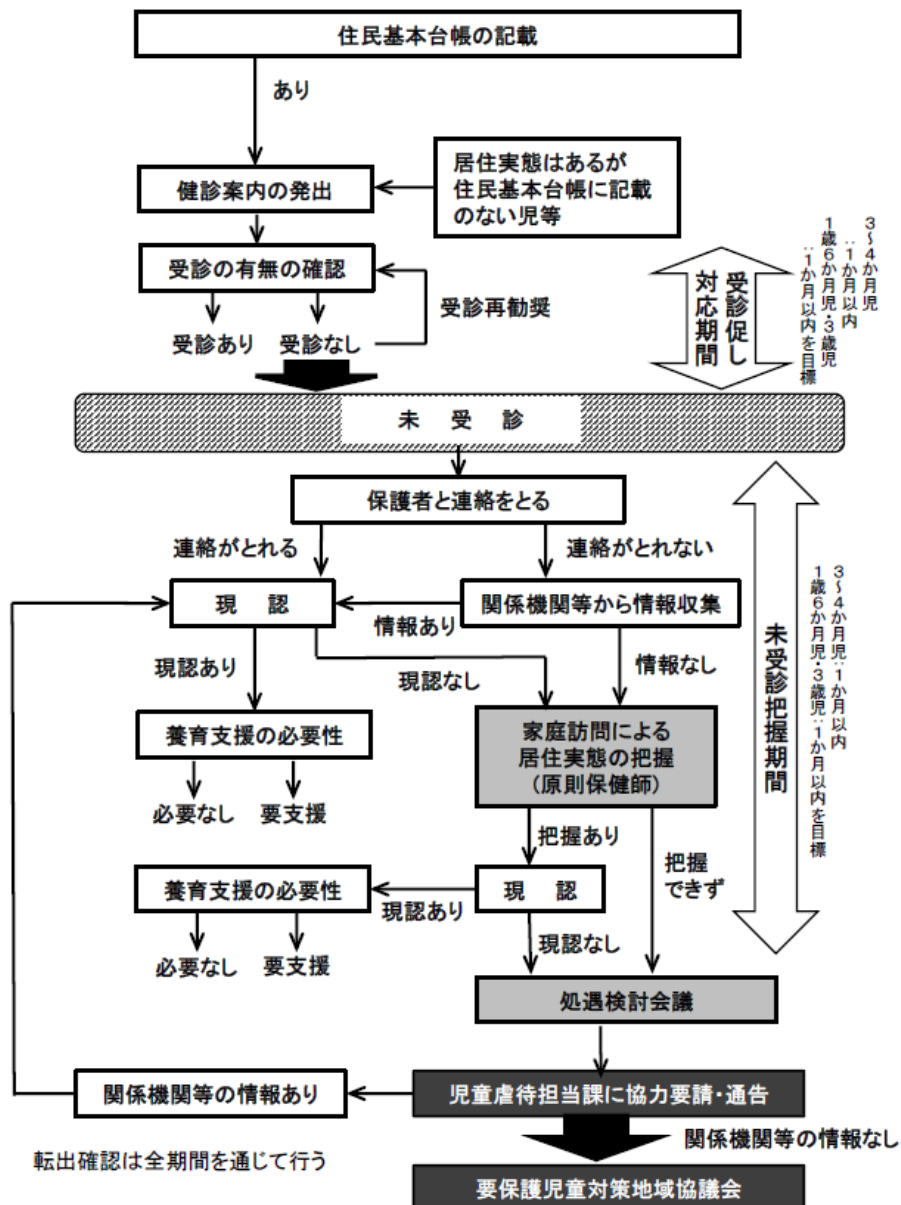 住民基本台帳の記載
あり
健診案内の発出
居住実態はあるが
住民基本台帳に記載
のない児等
受診の有無の確認
受診再勧奨
受診あり
受診なし
受診促し
対応期間
3～4か月児
：1か月以内
1歳6か月児・3歳児
：1か月以内を目標
未 受 診
保護者と連絡をとる
連絡がとれる
連絡がとれない
現 認
関係機関等から情報収集
情報あり
現認あり
現認なし
情報なし
未受診把握期間
3～4か月児：1か月以内
1歳6か月児・3歳児：1か月以内を目標
養育支援の必要性
家庭訪問による
居住実態の把握
(原則保健師)
必要なし
要支援
把握あり
把握
できず
養育支援の必要性
現 認
現認あり
現認なし
必要なし
要支援
処遇検討会議
関係機関等の情報あり
児童虐待担当課に協力要請・通告
関係機関等の情報なし
転出確認は全期間を通じて行う
要保護児童対策地域協議会